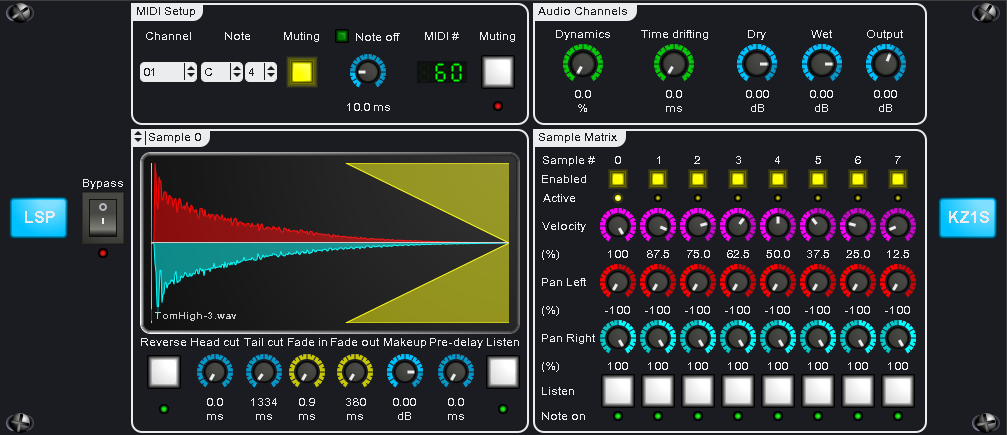 MIDI Setup
Channel Note Muting Note off MIDI # Muting
01 C 4 60
10.0 ms
Audio Channels
Dynamics Time drifting Dry Wet Output
0.0 0.0 0.00 0.00 0.00
% ms dB dB dB
Bypass
LSP
Sample 0
TomHigh-3.wav
Reverse Head cut Tail cut Fade in Fade out Makeup Pre-delay Listen
0.0 1334 0.9 380 0.00 0.0
ms ms ms ms dB ms
Sample Matrix
Sample # 0 1 2 3 4 5 6 7
Enabled
Active
Velocity
(%) 100 87.5 75.0 62.5 50.0 37.5 25.0 12.5
Pan Left
(%) -100 -100 -100 -100 -100 -100 -100 -100
Pan Right
(%) 100 100 100 100 100 100 100 100
Listen
Note on
KZ1S